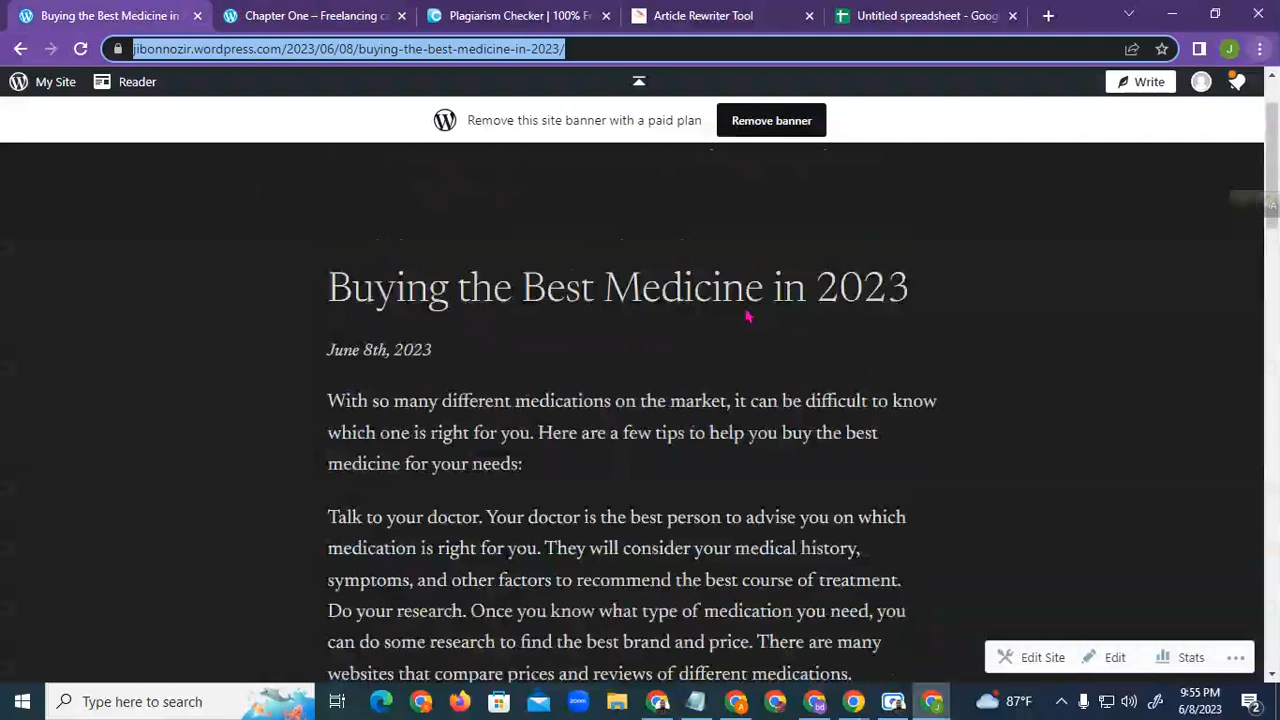 Buying the Best Medicine in
Chapter One – Freelancing ca
Plagiarism Checker | 100% Fr
Article Rewriter Tool
Untitled spreadsheet - Goog
jibonnozir.wordpress.com/2023/06/08/buying-the-best-medicine-in-2023/
J
My Site
Reader
Write
Remove this site banner with a paid plan
Remove banner
Buying the Best Medicine in 2023
June 8th, 2023
With so many different medications on the market, it can be difficult to know
which one is right for you. Here are a few tips to help you buy the best
medicine for your needs:
Talk to your doctor. Your doctor is the best person to advise you on which
medication is right for you. They will consider your medical history,
symptoms, and other factors to recommend the best course of treatment.
Do your research. Once you know what type of medication you need, you
can do some research to find the best brand and price. There are many
websites that compare prices and reviews of different medications.
Edit Site
Edit
Stats
Type here to search
zoom
87°F
9:55 PM
6/8/2023
2